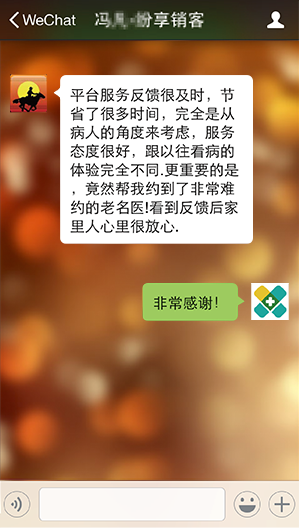 WeChat
冯 纷享销客
平台服务反馈很及时，节
省了很多时间，完全是从
病人的角度来考虑，服务
态度很好，跟以往看病的
体验完全不同.更重要的是
，竟然帮我约到了非常难
约的老名医!看到反馈后家
里人心里很放心.
非常感谢!